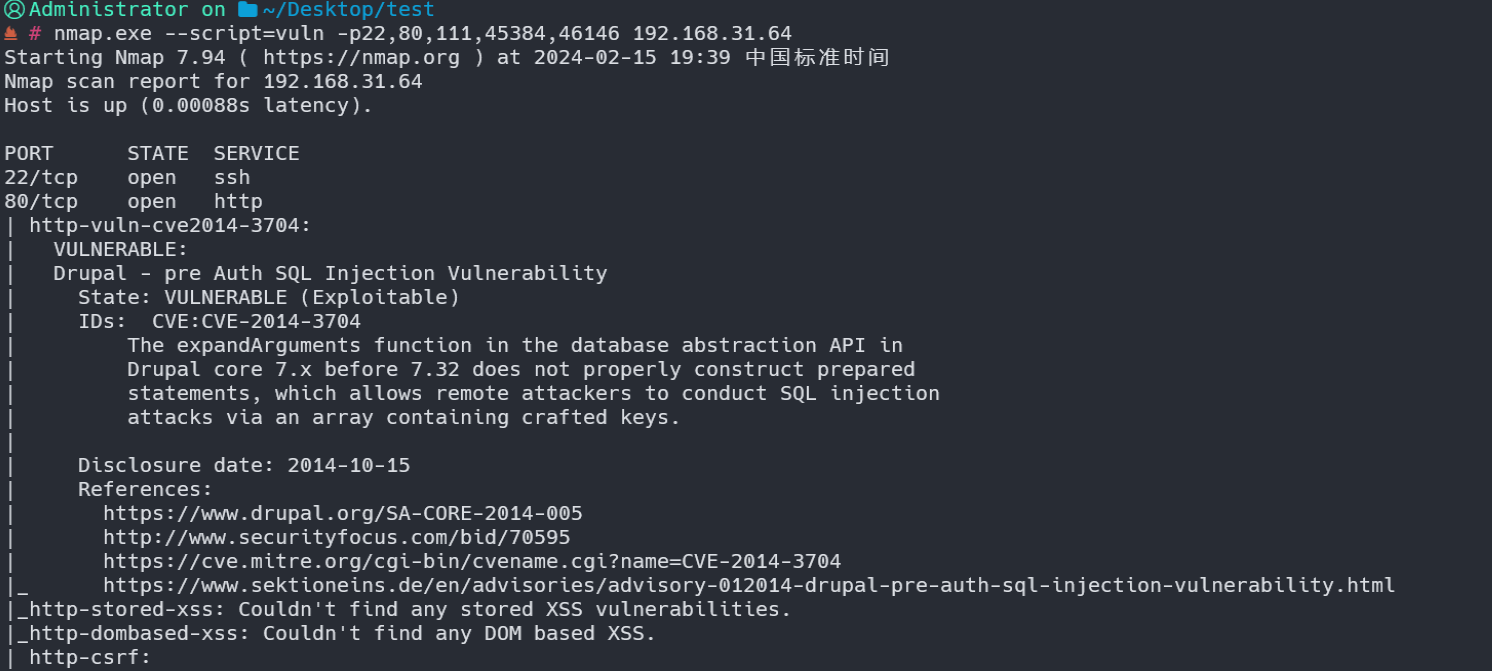 Administrator on ~/Desktop/test
# nmap.exe --script=vuln -p22,80,111,45384,46146 192.168.31.64
Starting Nmap 7.94 ( https://nmap.org ) at 2024-02-15 19:39 中国标准时间
Nmap scan report for 192.168.31.64
Host is up (0.00088s latency).

PORT      STATE  SERVICE
22/tcp    open   ssh
80/tcp    open   http
| http-vuln-cve2014-3704:
|   VULNERABLE:
|   Drupal - pre Auth SQL Injection Vulnerability
|     State: VULNERABLE (Exploitable)
|     IDs:  CVE:CVE-2014-3704
|         The expandArguments function in the database abstraction API in
|         Drupal core 7.x before 7.32 does not properly construct prepared
|         statements, which allows remote attackers to conduct SQL injection
|         attacks via an array containing crafted keys.
|
|     Disclosure date: 2014-10-15
|     References:
|       https://www.drupal.org/SA-CORE-2014-005
|       http://www.securityfocus.com/bid/70595
|       https://cve.mitre.org/cgi-bin/cvename.cgi?name=CVE-2014-3704
|_      https://www.sektioneins.de/en/advisories/advisory-012014-drupal-pre-auth-sql-injection-vulnerability.html
|_http-stored-xss: Couldn't find any stored XSS vulnerabilities.
|_http-dombased-xss: Couldn't find any DOM based XSS.
| http-csrf: